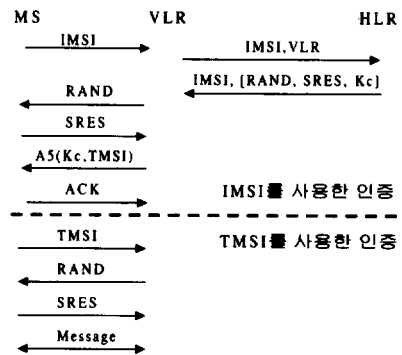 MS VLR HLR
IMSI
IMSI,VLR
IMSI, [RAND, SRES, Kc]
RAND
SRES
A5(Kc,TMSI)
ACK
IMSI를 사용한 인증
TMSI를 사용한 인증
TMSI
RAND
SRES
Message